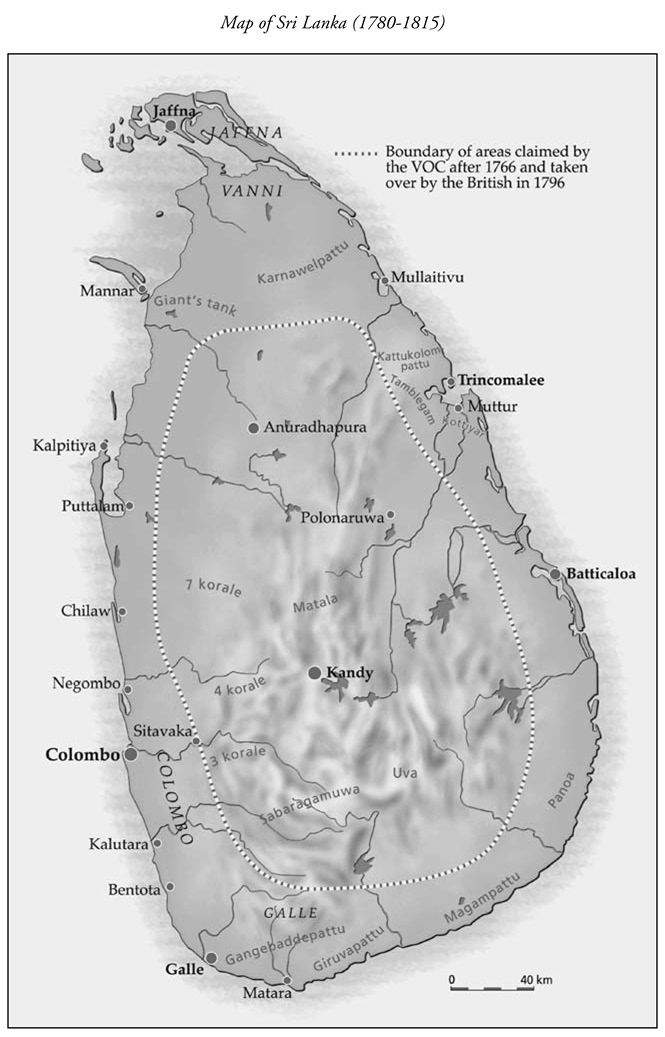 Map of Sri Lanka (1780-1815)
Jaffna
JAFFNA
Boundary of areas claimed by
the VOC after 1766 and taken
over by the British in 1796
VANNI
Karnawelpattu
Mullaitivu
Mannar
Giant's tank
Kattukolom
pattu
Trincomalee
Tamblegam
Muttur
Kottiyar
Anuradhapura
Kalpitiya
Puttalam
Polonaruwa
Batticaloa
7 korale
Matala
Chilaw
Kandy
Negombo
4 korale
Sitavaka
Colombo
3 korale
COLOMBO
Uva
Sabaragamuwa
Panoa
Kalutara
Bentota
Magampattu
GALLE
Gangebaddepattu
Giruvapattu
Galle
Matara
0 40 km